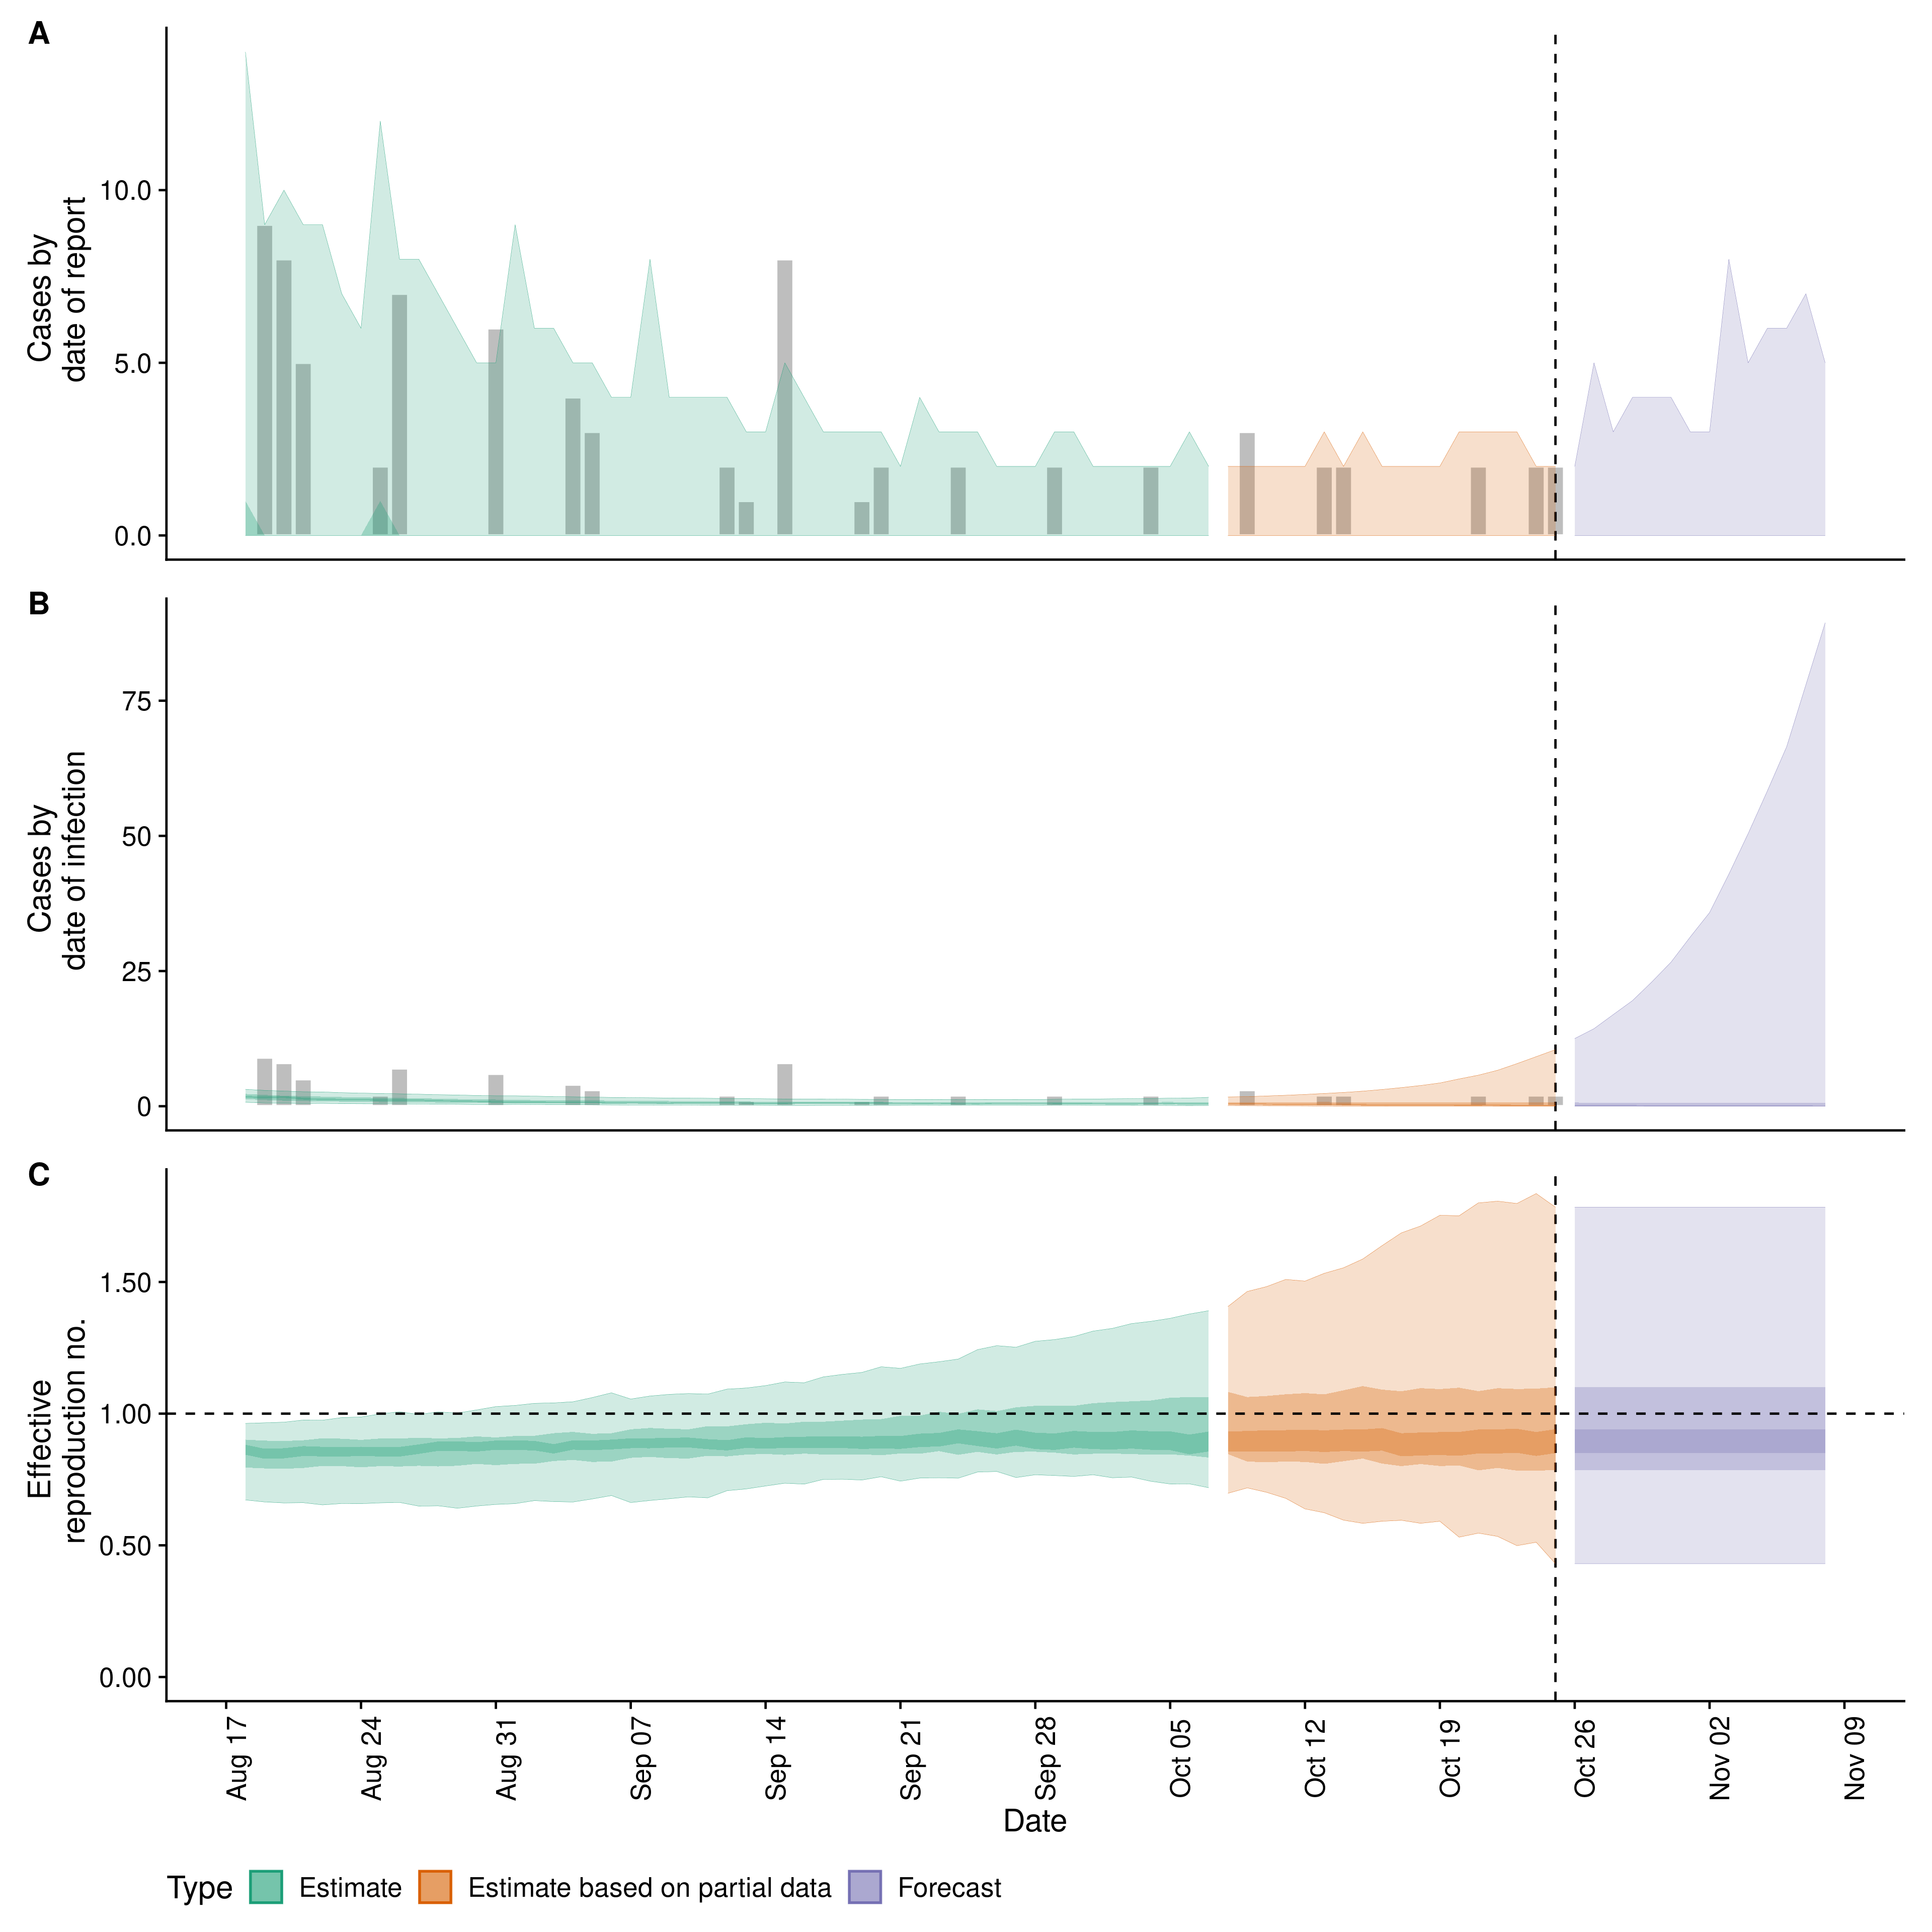 A
Cases by
date of report
10.0
5.0
0.0
B
Cases by
date of infection
75
50
25
0
C
Effective
reproduction no.
1.50
1.00
0.50
0.00
Aug 17
Aug 24
Aug 31
Sep 07
Sep 14
Sep 21
Sep 28
Oct 05
Oct 12
Oct 19
Oct 26
Nov 02
Nov 09
Date
Type Estimate Estimate based on partial data Forecast